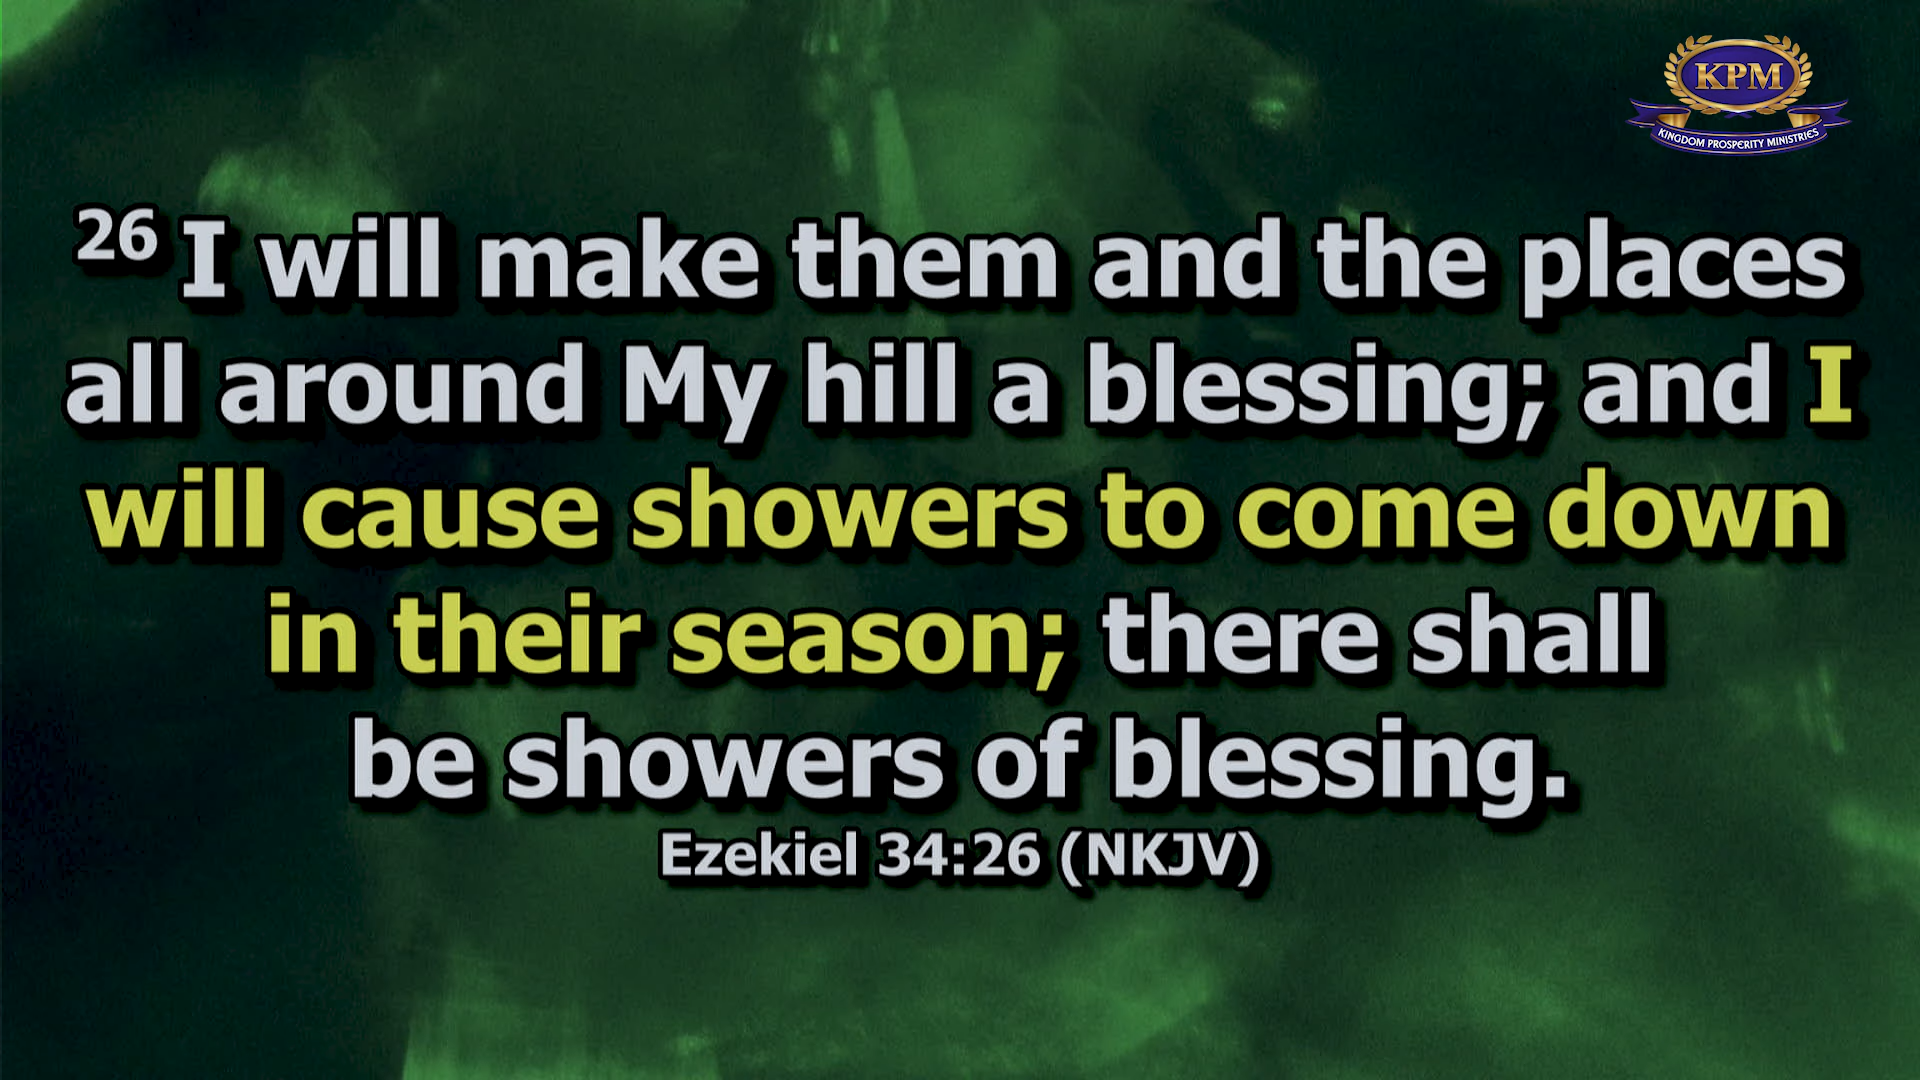 KPM
KINGDOM PROSPERITY MINISTRIES
26 I will make them and the places
all around My hill a blessing; and I
will cause showers to come down
in their season; there shall
be showers of blessing.
Ezekiel 34:26 (NKJV)